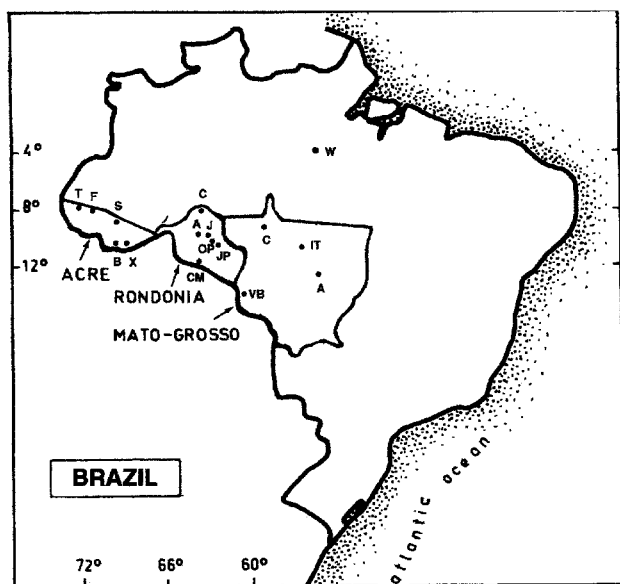 4°
W
T F
C
8°
S
A J
C
OP
JP
IT
12°
B X
CM
A
ACRE
RONDONIA
VB
MATO-GROSSO
BRAZIL
atlantic ocean
72° 66° 60°